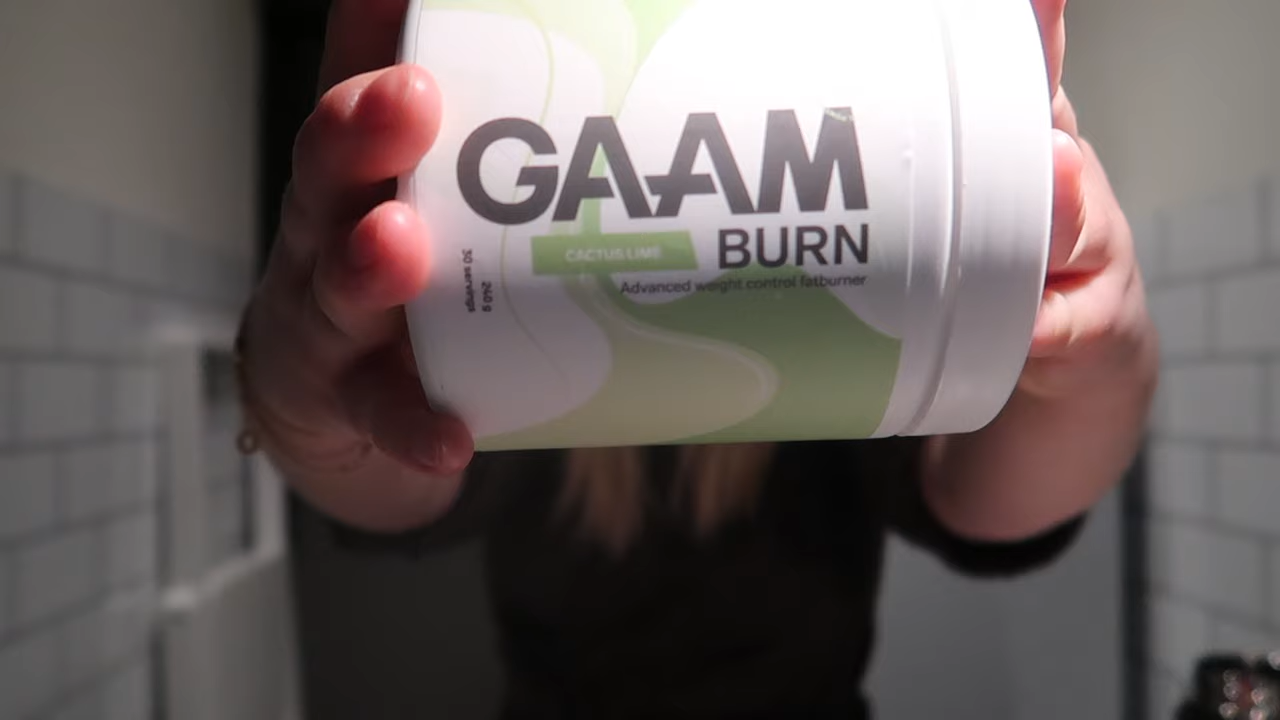 GAAM
BURN
CACTUS LIME
Advanced weight control fatburner
30 servings
240 g